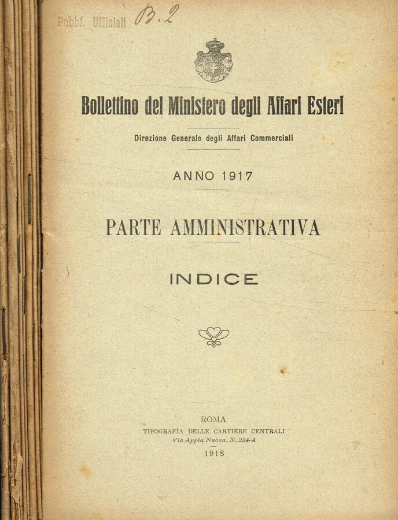 Pubbl. Ufficiali
B. 2
Bollettino del Ministero degli Affari Esteri
Direzione Generale degli Affari Commerciali
ANNO 1917
PARTE AMMINISTRATIVA
INDICE
ROMA
TIPOGRAFIA DELLE CARTIERE CENTRALI
Via Appia Nuova, N. 234-A
1918